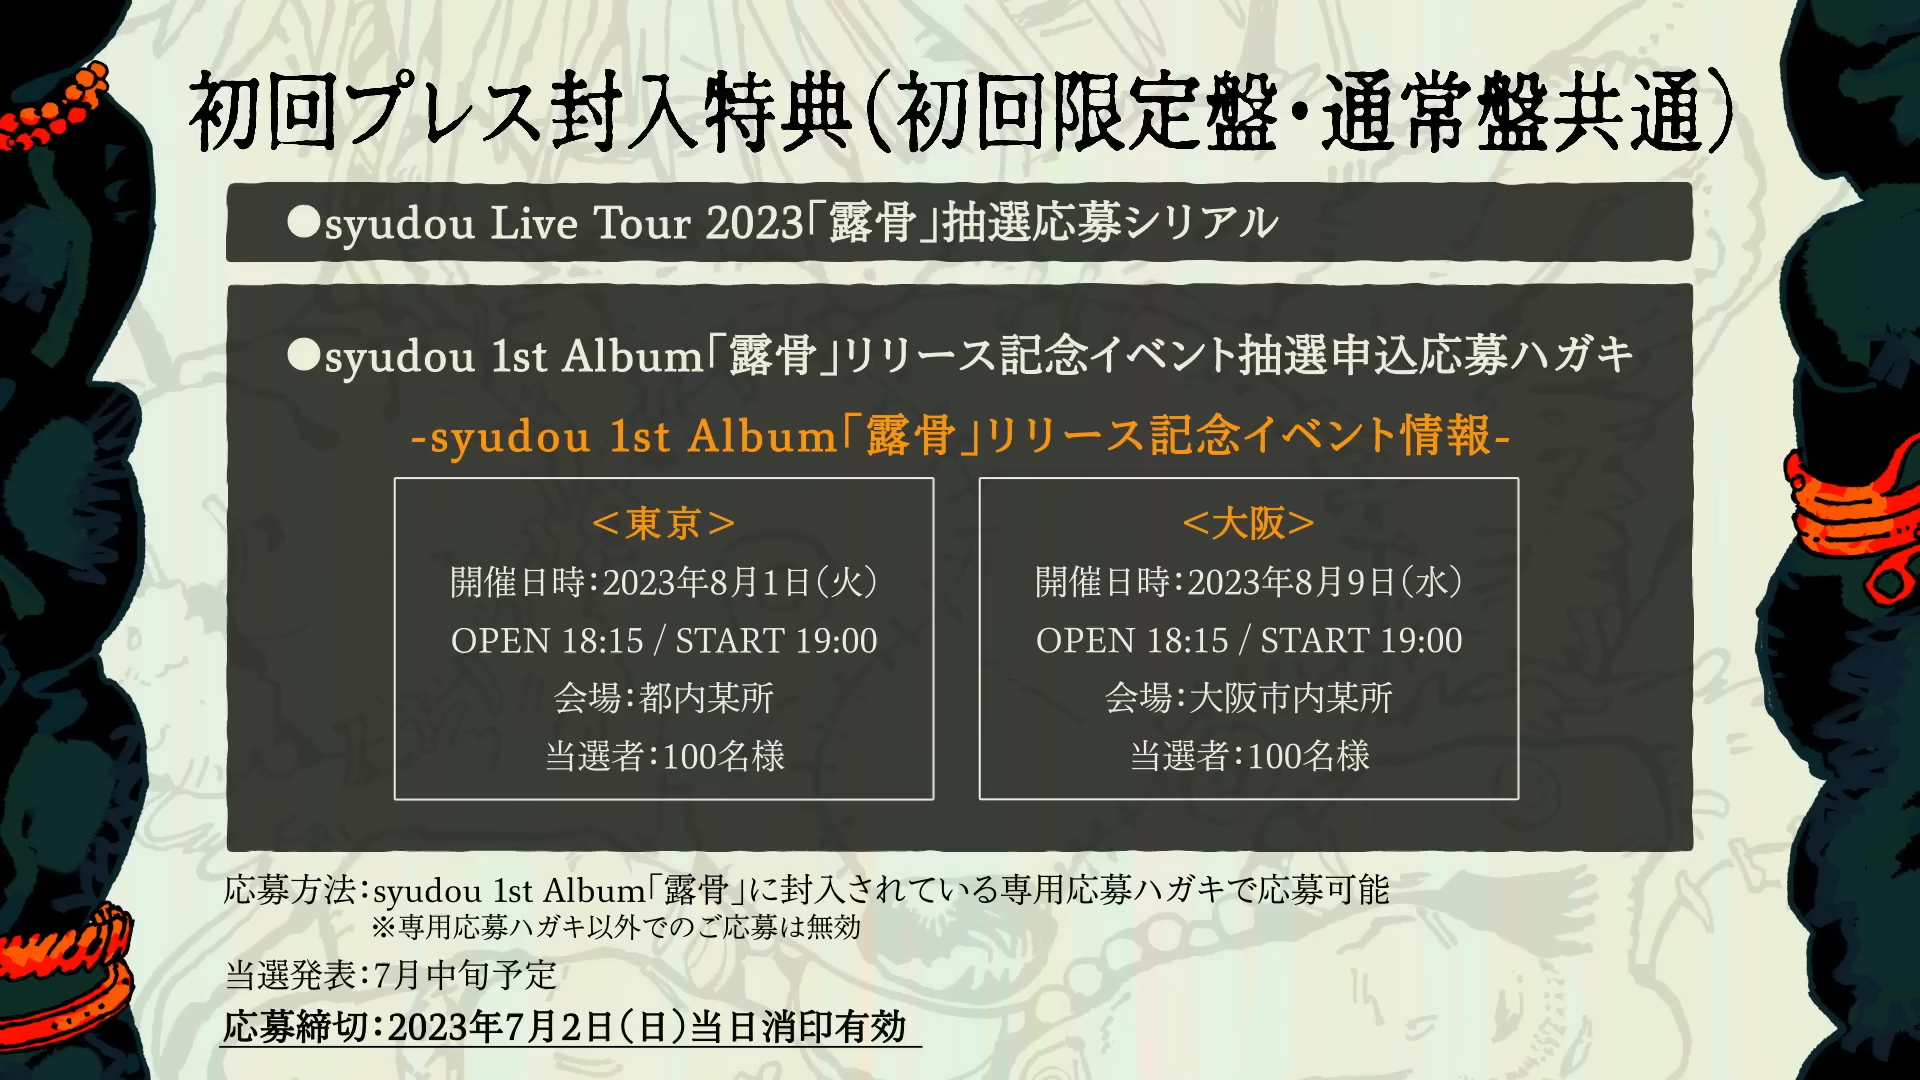 初回プレス封入特典(初回限定盤・通常盤共通)
●syudou Live Tour 2023「露骨」抽選応募シリアル
●syudou 1st Album「露骨」リリース記念イベント抽選申込応募ハガキ
-syudou 1st Album「露骨」リリース記念イベント情報-
＜東京＞
開催日時：2023年8月1日（火）
OPEN 18:15 / START 19:00
会場：都内某所
当選者：100名様
＜大阪＞
開催日時：2023年8月9日（水）
OPEN 18:15 / START 19:00
会場：大阪市内某所
当選者：100名様
応募方法：syudou 1st Album「露骨」に封入されている専用応募ハガキで応募可能
※専用応募ハガキ以外でのご応募は無効
当選発表：7月中旬予定
応募締切：2023年7月2日（日）当日消印有効